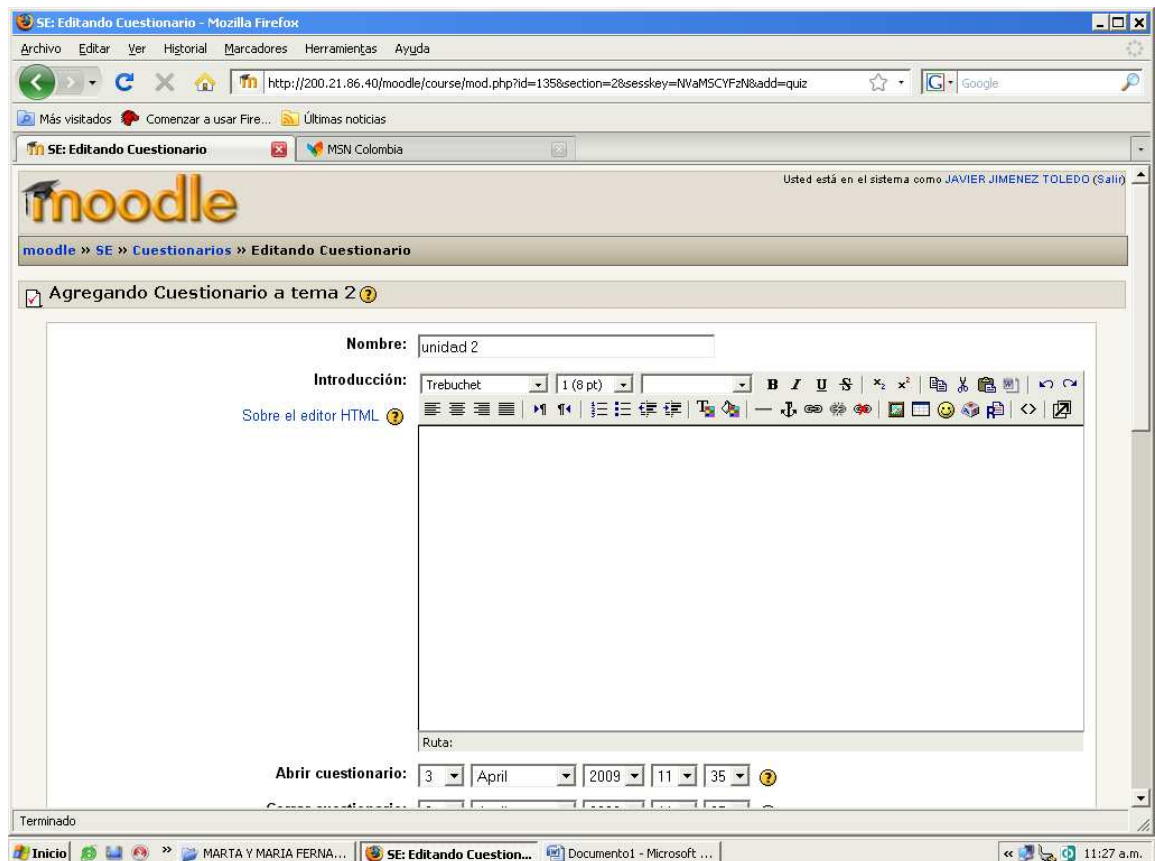 SE: Editando Cuestionario - Mozilla Firefox
Archivo Editar Ver Historial Marcadores Herramientas Ayuda
http://200.21.86.40/moodle/course/mod.php?id=135&section=2&sesskey=NVaMSCYFzN&add=quiz G Google
Más visitados Comenzar a usar Fire... Últimas noticias
SE: Editando Cuestionario MSN Colombia
moodle
Usted está en el sistema como JAVIER JIMENEZ TOLEDO (Salir)
moodle » SE » Cuestionarios » Editando Cuestionario
Agregando Cuestionario a tema 2
Nombre: unidad 2
Introducción: Trebuchet 1 (8 pt) B I U S
Sobre el editor HTML
Ruta:
Abrir cuestionario: 3 April 2009 11 35
Terminado
Inicio » MARTA Y MARIA FERNA... SE: Editando Cuestion... Documento1 - Microsoft ... « 11:27 a.m.